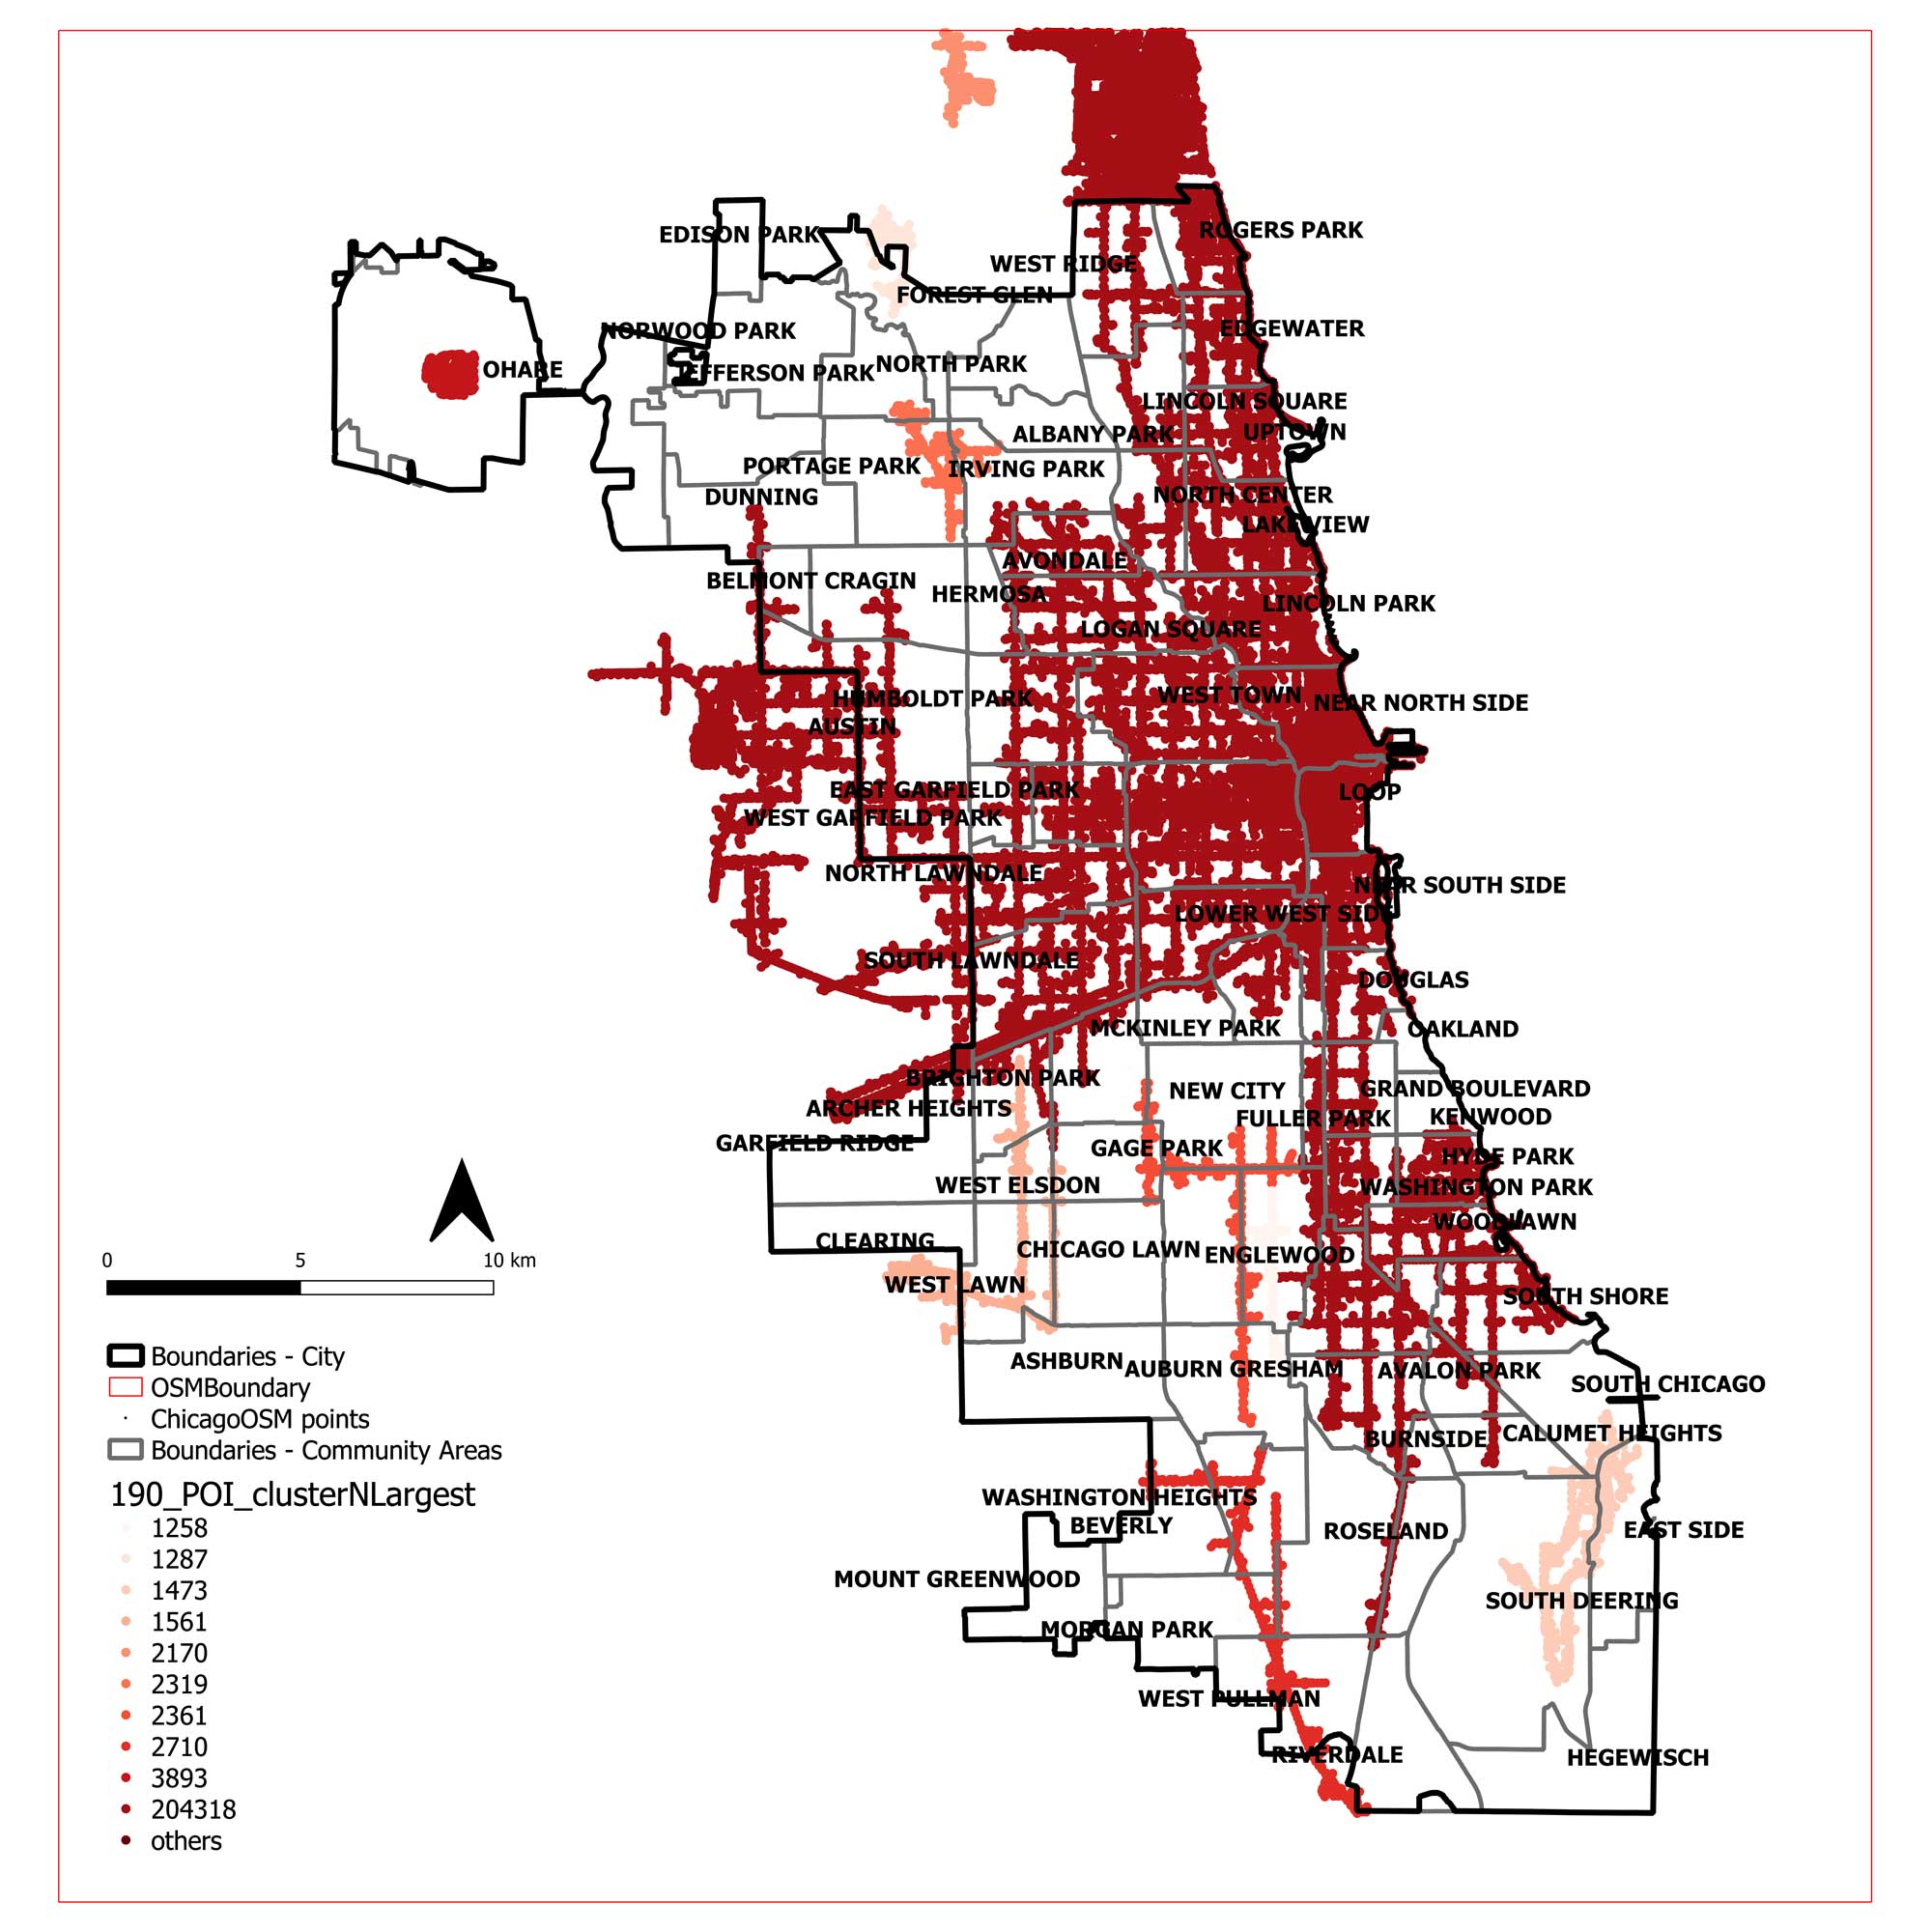 EDISON PARK
ROGERS PARK
WEST RIDGE
FOREST GLEN
EDGEWATER
NORWOOD PARK
OHARE
JEFFERSON PARK
NORTH PARK
LINCOLN SQUARE
UPTOWN
ALBANY PARK
PORTAGE PARK
IRVING PARK
DUNNING
NORTH CENTER
LAKE VIEW
AVONDALE
BELMONT CRAGIN
HERMOSA
LINCOLN PARK
LOGAN SQUARE
HUMBOLDT PARK
WEST TOWN
NEAR NORTH SIDE
AUSTIN
EAST GARFIELD PARK
LOOP
WEST GARFIELD PARK
NORTH LAWNDALE
NEAR SOUTH SIDE
LOWER WEST SIDE
SOUTH LAWNDALE
DOUGLAS
MCKINLEY PARK
OAKLAND
BRIGHTON PARK
NEW CITY
GRAND BOULEVARD
ARCHER HEIGHTS
FULLER PARK
KENWOOD
GARFIELD RIDGE
GAGE PARK
HYDE PARK
WEST ELSDON
WASHINGTON PARK
WOODLAWN
CLEARING
CHICAGO LAWN
ENGLEWOOD
WEST LAWN
SOUTH SHORE
ASHBURN
AUBURN GRESHAM
AVALON PARK
SOUTH CHICAGO
BURNSIDE
CALUMET HEIGHTS
WASHINGTON HEIGHTS
BEVERLY
ROSELAND
EAST SIDE
MOUNT GREENWOOD
SOUTH DEERING
MORGAN PARK
WEST PULLMAN
RIVERDALE
HEGEWISCH
0 5 10 km
Boundaries - City
OSMBoundary
ChicagoOSM points
Boundaries - Community Areas
190_POI_clusterNLargest
1258
1287
1473
1561
2170
2319
2361
2710
3893
204318
others